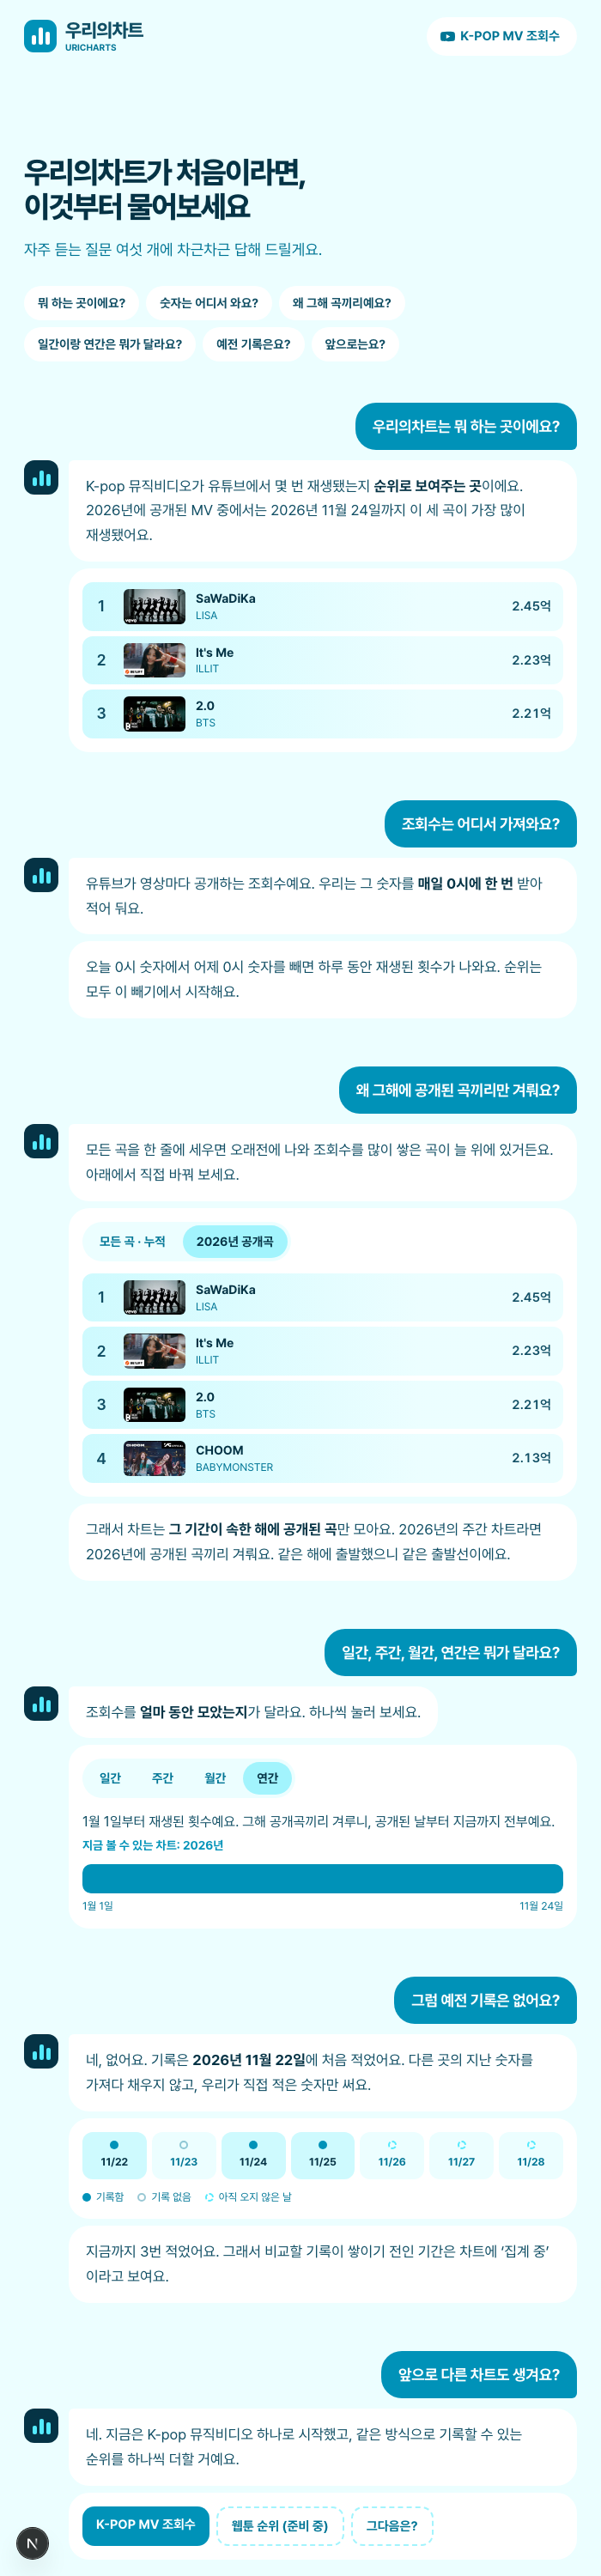 우리의차트
URICHARTS
K-POP MV 조회수
우리의차트가 처음이라면,
이것부터 물어보세요
자주 듣는 질문 여섯 개에 차근차근 답해 드릴게요.
뭐 하는 곳이에요?
숫자는 어디서 와요?
왜 그해 곡끼리예요?
일간이랑 연간은 뭐가 달라요?
예전 기록은요?
앞으로는요?
우리의차트는 뭐 하는 곳이에요?
K-pop 뮤직비디오가 유튜브에서 몇 번 재생됐는지 순위로 보여주는 곳이에요.
2026년에 공개된 MV 중에서는 2026년 11월 24일까지 이 세 곡이 가장 많이
재생됐어요.
1 SaWaDiKa 2.45억
LISA
2 It's Me 2.23억
ILLIT
3 2.0 2.21억
BTS
조회수는 어디서 가져와요?
유튜브가 영상마다 공개하는 조회수예요. 우리는 그 숫자를 매일 0시에 한 번 받아
적어 둬요.
오늘 0시 숫자에서 어제 0시 숫자를 빼면 하루 동안 재생된 횟수가 나와요. 순위는
모두 이 빼기에서 시작해요.
왜 그해에 공개된 곡끼리만 겨뤄요?
모든 곡을 한 줄에 세우면 오래전에 나와 조회수를 많이 쌓은 곡이 늘 위에 있거든요.
아래에서 직접 바꿔 보세요.
모든 곡 · 누적
2026년 공개곡
1 SaWaDiKa 2.45억
LISA
2 It's Me 2.23억
ILLIT
3 2.0 2.21억
BTS
4 CHOOM 2.13억
BABYMONSTER
그래서 차트는 그 기간이 속한 해에 공개된 곡만 모아요. 2026년의 주간 차트라면
2026년에 공개된 곡끼리 겨뤄요. 같은 해에 출발했으니 같은 출발선이에요.
일간, 주간, 월간, 연간은 뭐가 달라요?
조회수를 얼마 동안 모았는지가 달라요. 하나씩 눌러 보세요.
일간
주간
월간
연간
1월 1일부터 재생된 횟수예요. 그해 공개곡끼리 겨루니, 공개된 날부터 지금까지 전부예요.
지금 볼 수 있는 차트: 2026년
1월 1일
11월 24일
그럼 예전 기록은 없어요?
네, 없어요. 기록은 2026년 11월 22일에 처음 적었어요. 다른 곳의 지난 숫자를
가져다 채우지 않고, 우리가 직접 적은 숫자만 써요.
11/22
11/23
11/24
11/25
11/26
11/27
11/28
기록함
기록 없음
아직 오지 않은 날
지금까지 3번 적었어요. 그래서 비교할 기록이 쌓이기 전인 기간은 차트에 ‘집계 중’
이라고 보여요.
앞으로 다른 차트도 생겨요?
네. 지금은 K-pop 뮤직비디오 하나로 시작했고, 같은 방식으로 기록할 수 있는
순위를 하나씩 더할 거예요.
K-POP MV 조회수
웹툰 순위 (준비 중)
그다음은?
N